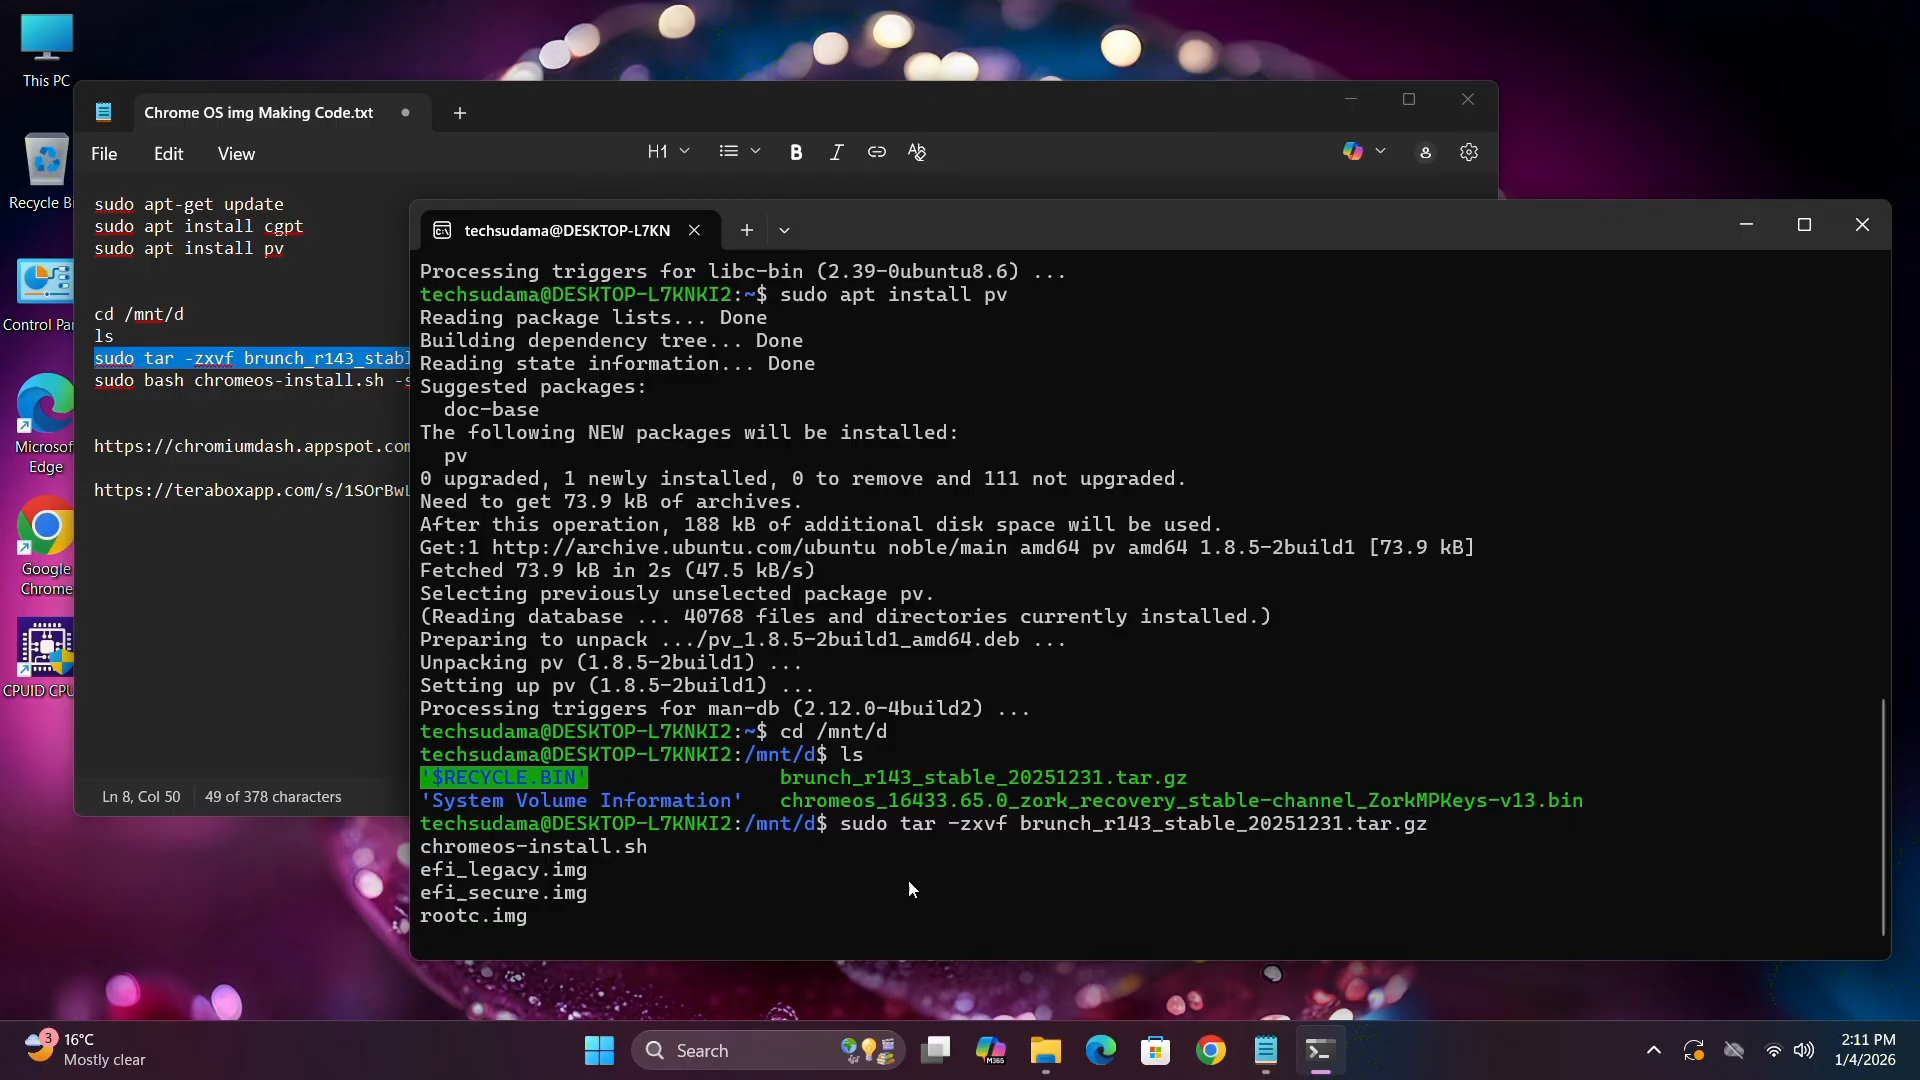 This PC
Recycle B
Control Pa
Microsof
Edge
Google
Chrome
CPUID CPU
Chrome OS img Making Code.txt
File Edit View
H1
B I
sudo apt-get update
sudo apt install cgpt
sudo apt install pv
cd /mnt/d
ls
sudo tar -zxvf brunch_r143_stabl
sudo bash chromeos-install.sh -s
https://chromiumdash.appspot.com
https://teraboxapp.com/s/1SOrBwL
Ln 8, Col 50 49 of 378 characters
techsudama@DESKTOP-L7KN
Processing triggers for libc-bin (2.39-0ubuntu8.6) ...
techsudama@DESKTOP-L7KNKI2:~$ sudo apt install pv
Reading package lists... Done
Building dependency tree... Done
Reading state information... Done
Suggested packages:
doc-base
The following NEW packages will be installed:
pv
0 upgraded, 1 newly installed, 0 to remove and 111 not upgraded.
Need to get 73.9 kB of archives.
After this operation, 188 kB of additional disk space will be used.
Get:1 http://archive.ubuntu.com/ubuntu noble/main amd64 pv amd64 1.8.5-2build1 [73.9 kB]
Fetched 73.9 kB in 2s (47.5 kB/s)
Selecting previously unselected package pv.
(Reading database ... 40768 files and directories currently installed.)
Preparing to unpack .../pv_1.8.5-2build1_amd64.deb ...
Unpacking pv (1.8.5-2build1) ...
Setting up pv (1.8.5-2build1) ...
Processing triggers for man-db (2.12.0-4build2) ...
techsudama@DESKTOP-L7KNKI2:~$ cd /mnt/d
techsudama@DESKTOP-L7KNKI2:/mnt/d$ ls
'$RECYCLE.BIN' brunch_r143_stable_20251231.tar.gz
'System Volume Information' chromeos_16433.65.0_zork_recovery_stable-channel_ZorkMPKeys-v13.bin
techsudama@DESKTOP-L7KNKI2:/mnt/d$ sudo tar -zxvf brunch_r143_stable_20251231.tar.gz
chromeos-install.sh
efi_legacy.img
efi_secure.img
rootc.img
3
16°C
Mostly clear
Search
M365
2:11 PM
1/4/2026